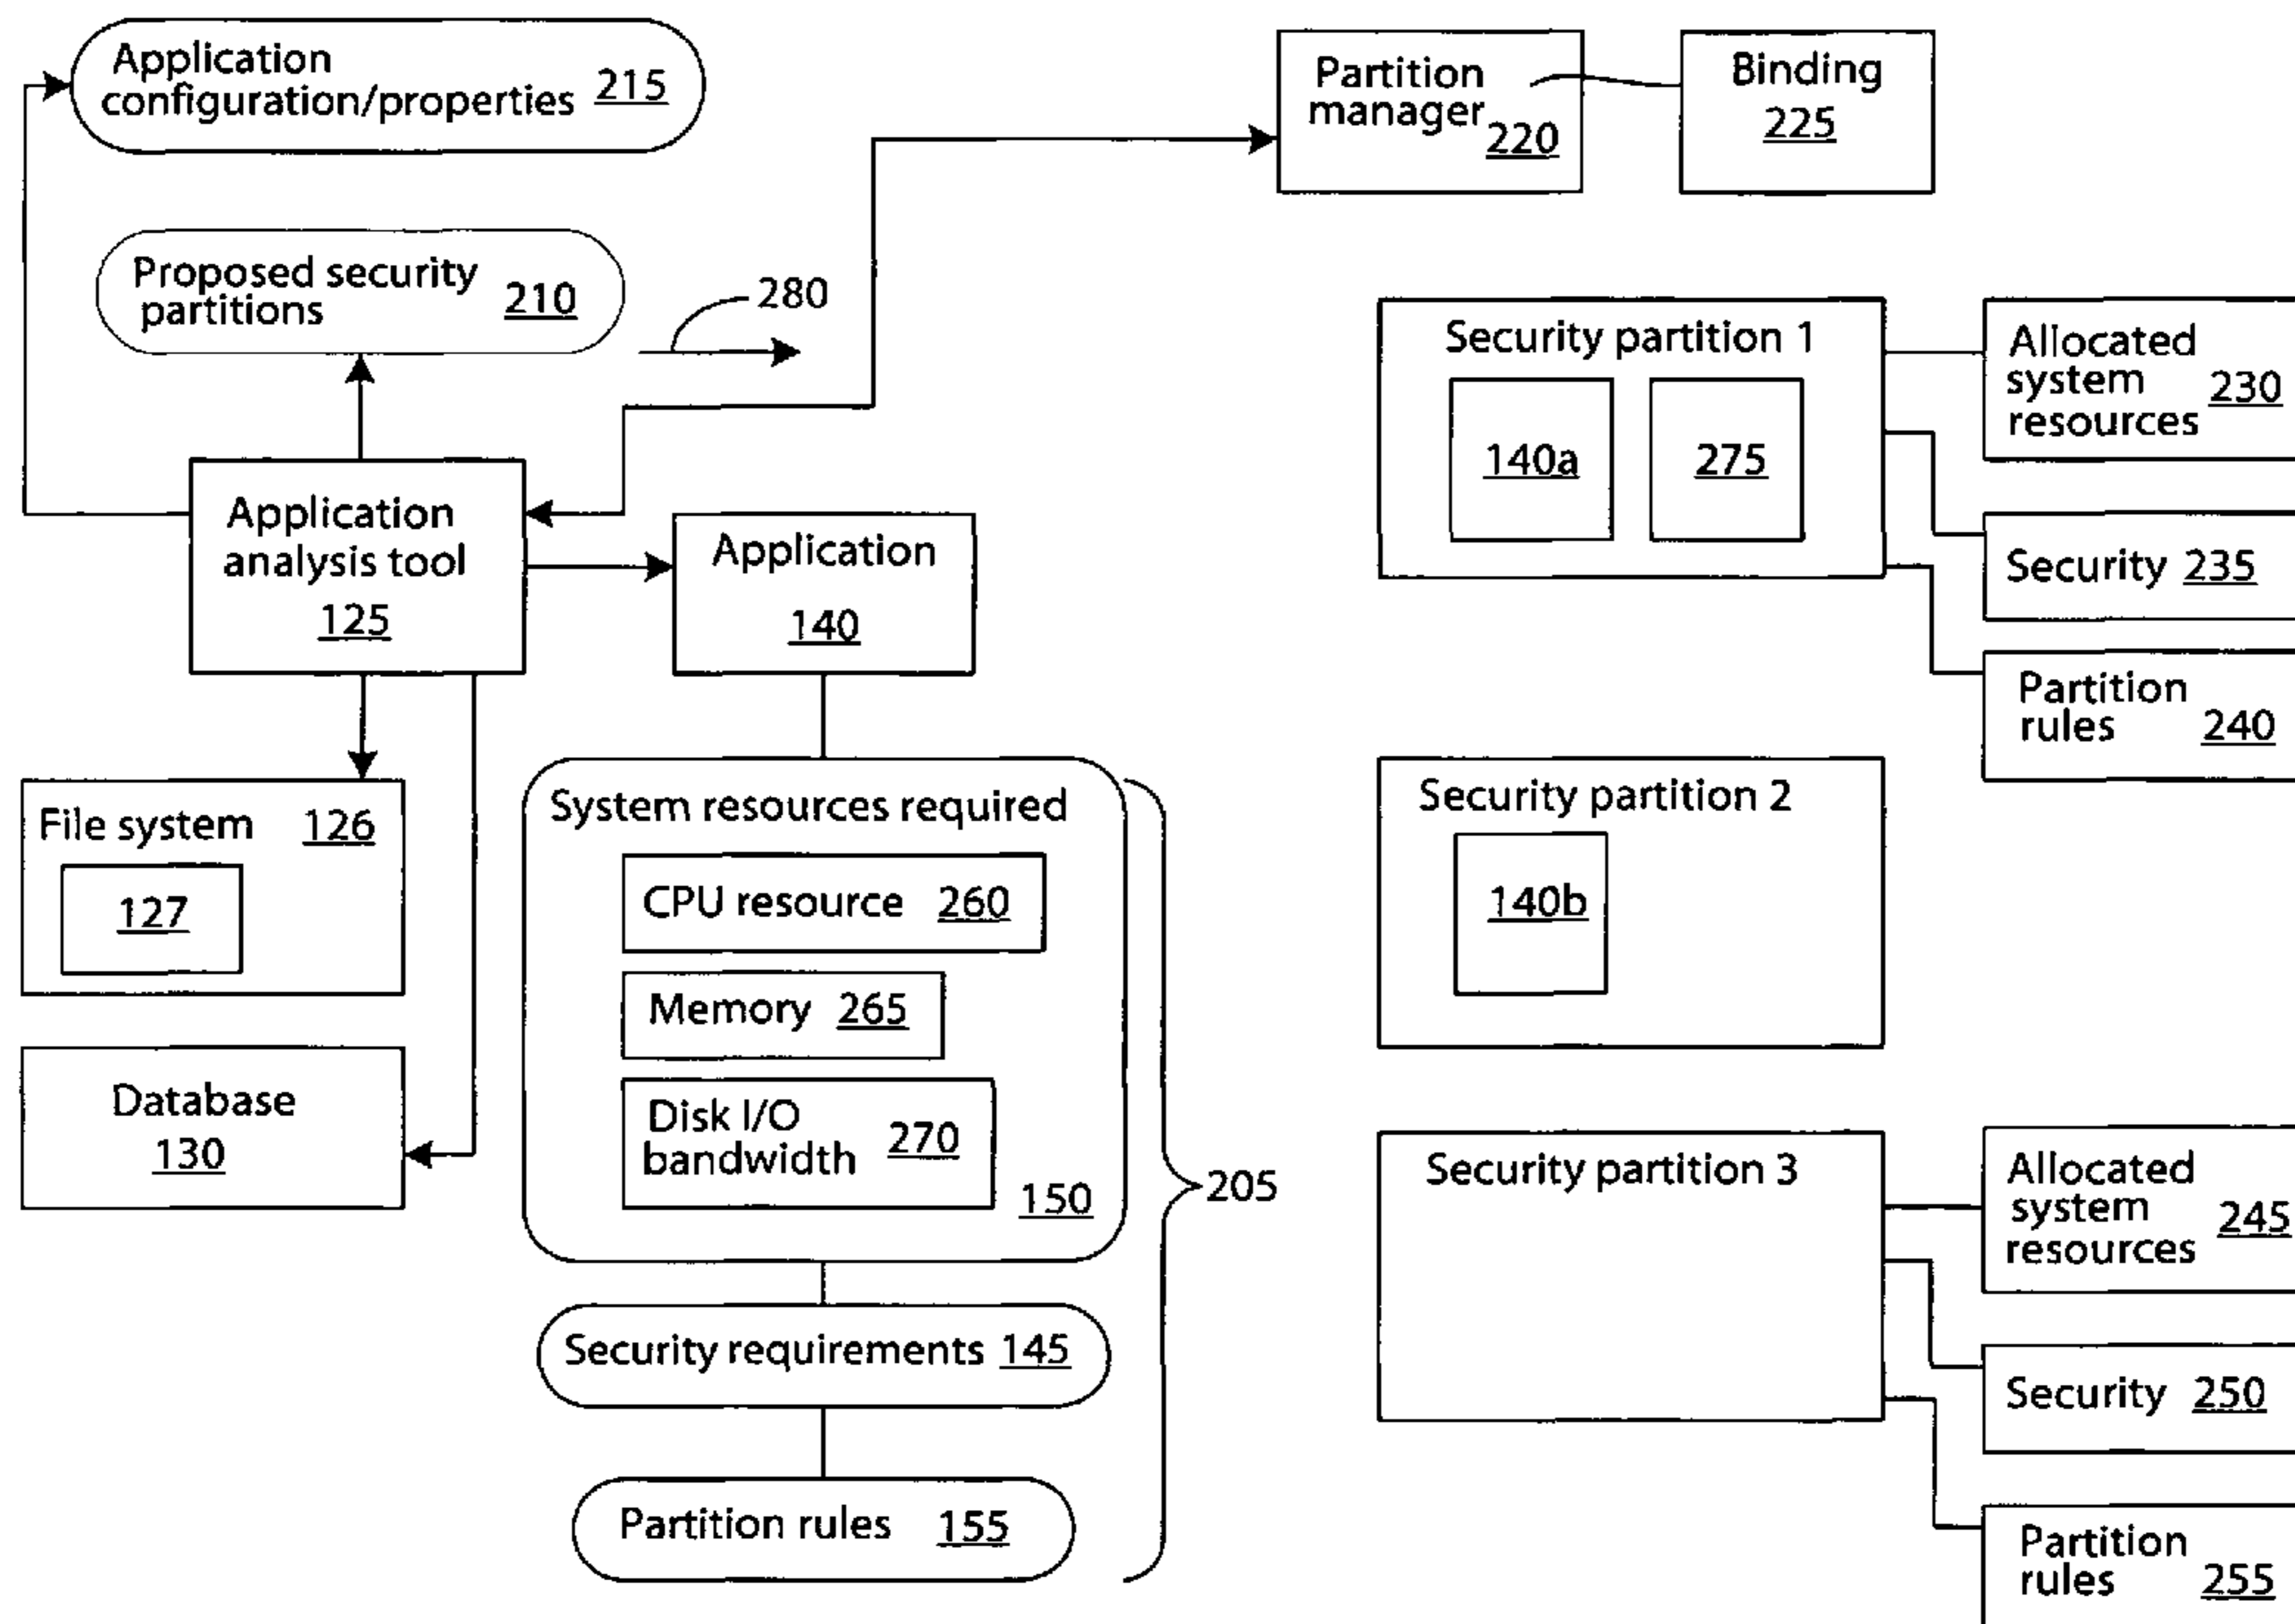 Application
configuration/properties 215
Proposed security
partitions 210
280
Application
analysis tool
125
Application
140
File system 126
127
Database
130
System resources required
CPU resource 260
Memory 265
Disk I/O
bandwidth 270
150
Security requirements 145
Partition rules 155
205
Partition
manager 220
Binding
225
Security partition 1
140a 275
Allocated
system 230
resources
Security 235
Partition
rules 240
Security partition 2
140b
Security partition 3
Allocated
system 245
resources
Security 250
Partition
rules 255